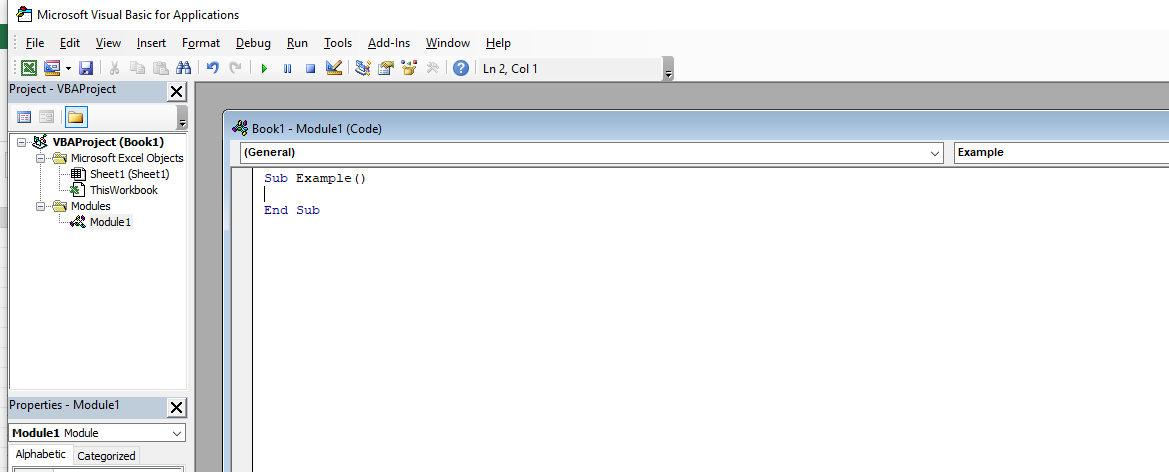 Microsoft Visual Basic for Applications
File Edit View Insert Format Debug Run Tools Add-Ins Window Help
Ln 2, Col 1
Project - VBAProject
VBAProject (Book1)
Microsoft Excel Objects
Sheet1 (Sheet1)
ThisWorkbook
Modules
Module1
Properties - Module1
Module1 Module
Alphabetic Categorized
Book1 - Module1 (Code)
(General) Example
Sub Example()
End Sub